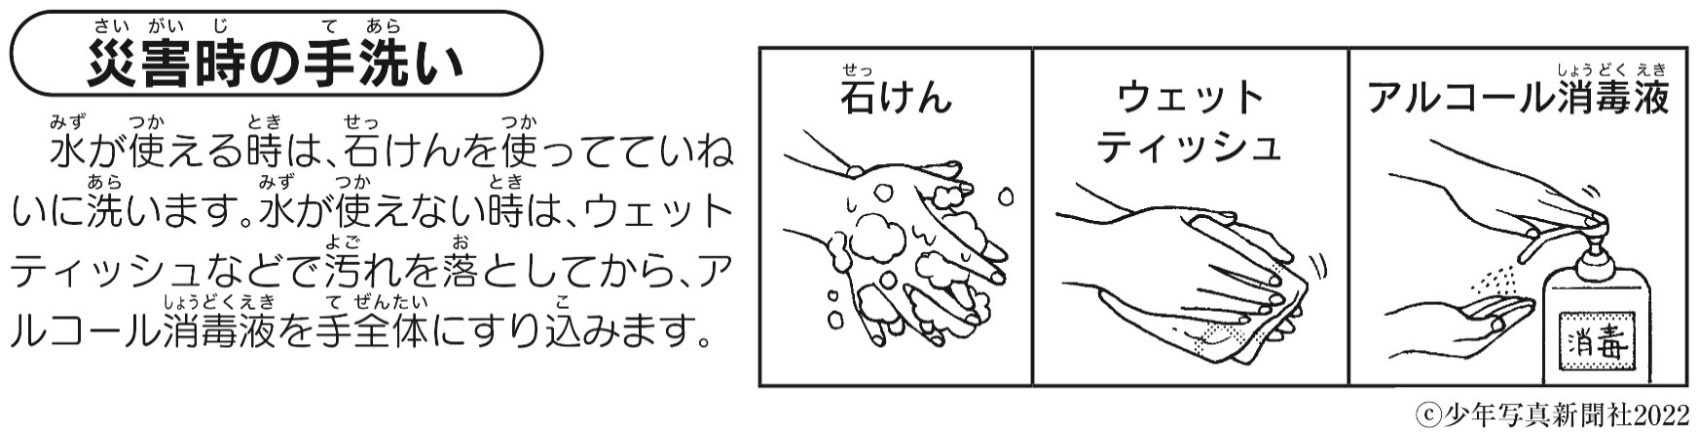 災害時の手洗い
水が使える時は、石けんを使ってていね
いに洗います。水が使えない時は、ウェット
ティッシュなどで汚れを落としてから、ア
ルコール消毒液を手全体にすり込みます。
石けん
ウェット
ティッシュ
アルコール消毒液
消毒
©少年写真新聞社2022